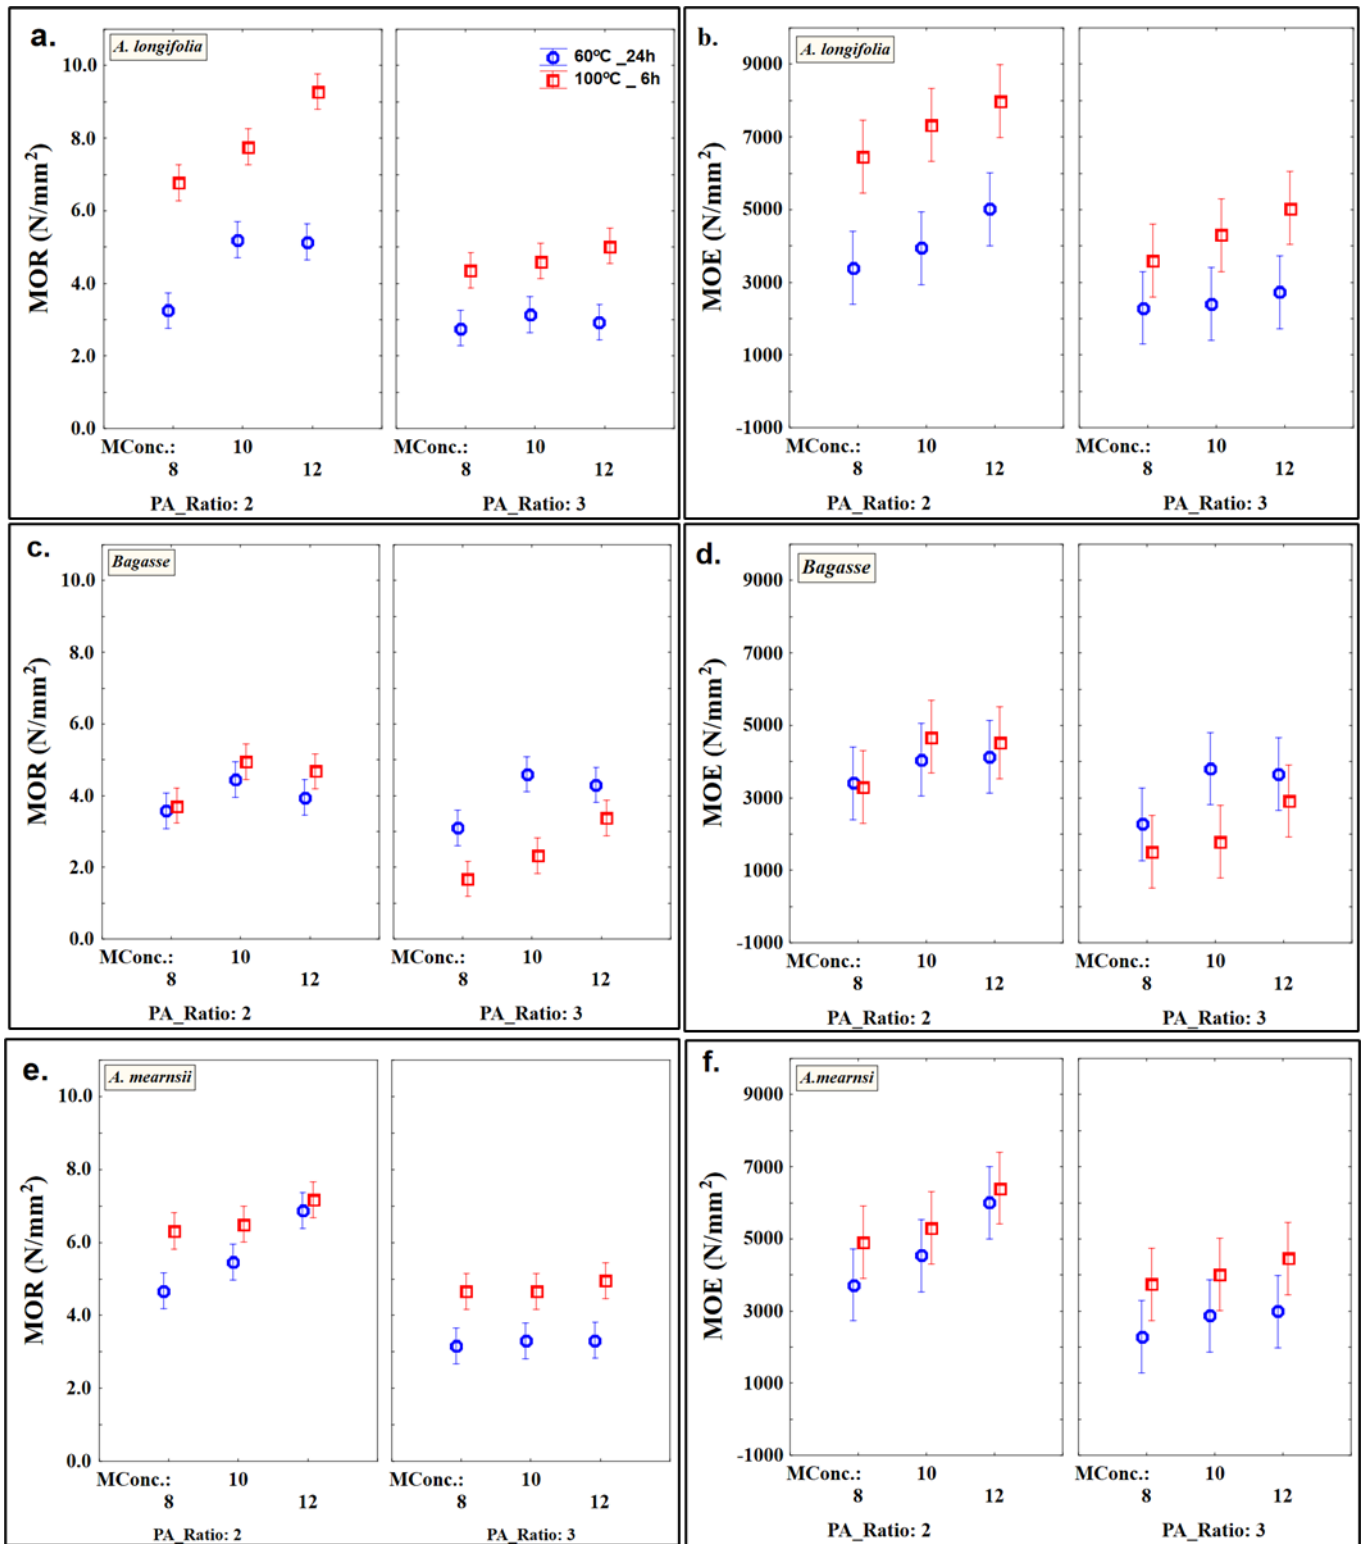 a.
A. longifolia
60ºC _24h
100ºC _ 6h
MOR (N/mm²)
10.0
8.0
6.0
4.0
2.0
0.0
MConc.: 10 MConc.: 10
8 12 8 12
PA_Ratio: 2 PA_Ratio: 3
b.
A. longifolia
MOE (N/mm²)
9000
7000
5000
3000
1000
-1000
MConc.: 10 MConc.: 10
8 12 8 12
PA_Ratio: 2 PA_Ratio: 3
c.
Bagasse
MOR (N/mm²)
10.0
8.0
6.0
4.0
2.0
0.0
MConc.: 10 MConc.: 10
8 12 8 12
PA_Ratio: 2 PA_Ratio: 3
d.
Bagasse
MOE (N/mm²)
9000
7000
5000
3000
1000
-1000
MConc.: 10 MConc.: 10
8 12 8 12
PA_Ratio: 2 PA_Ratio: 3
e.
A. mearnsii
MOR (N/mm²)
10.0
8.0
6.0
4.0
2.0
0.0
MConc.: 10 MConc.: 10
8 12 8 12
PA_Ratio: 2 PA_Ratio: 3
f.
A.mearnsi
MOE (N/mm²)
9000
7000
5000
3000
1000
-1000
MConc.: 10 MConc.: 10
8 12 8 12
PA_Ratio: 2 PA_Ratio: 3